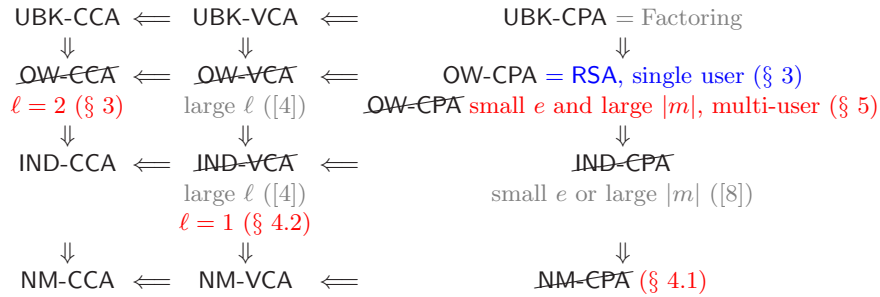 UBK-CCA ⟸ UBK-VCA ⟸ UBK-CPA = Factoring
⇓ ⇓ ⇓
OW-CCA ⟸ OW-VCA ⟸ OW-CPA = RSA, single user (§ 3)
ℓ = 2 (§ 3) large ℓ ([4]) OW-CPA small e and large |m|, multi-user (§ 5)
⇓ ⇓ ⇓
IND-CCA ⟸ IND-VCA ⟸ IND-CPA
large ℓ ([4]) small e or large |m| ([8])
ℓ = 1 (§ 4.2)
⇓ ⇓ ⇓
NM-CCA ⟸ NM-VCA ⟸ NM-CPA (§ 4.1)